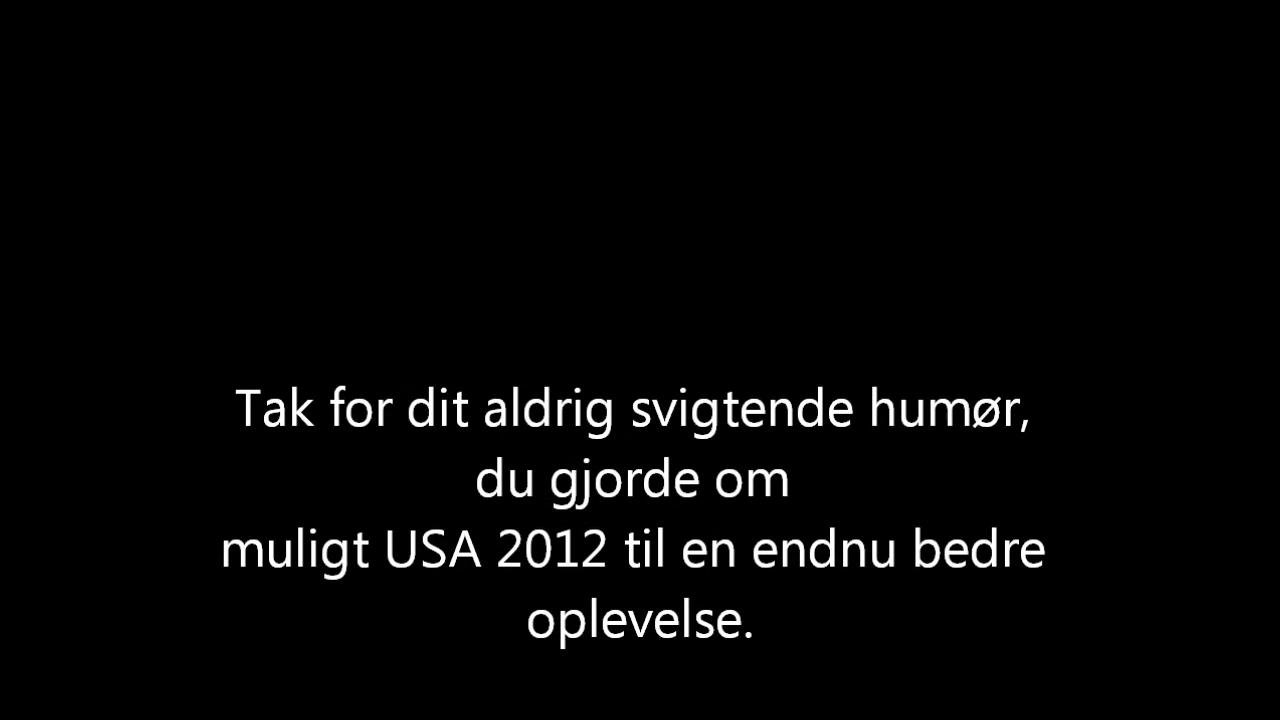 Tak for dit aldrig svigtende humør,
du gjorde om
muligt USA 2012 til en endnu bedre
oplevelse.